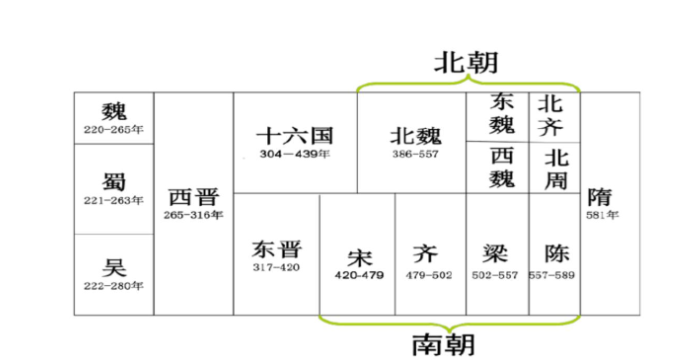 北朝
魏
220-265年
蜀
221-263年
吴
222-280年
西晋
265-316年
十六国
304—439年
东晋
317-420
北魏
386-557
宋
420-479
齐
479-502
东
魏
西
魏
梁
502-557
北
齐
北
周
陈
557-589
隋
581年
南朝